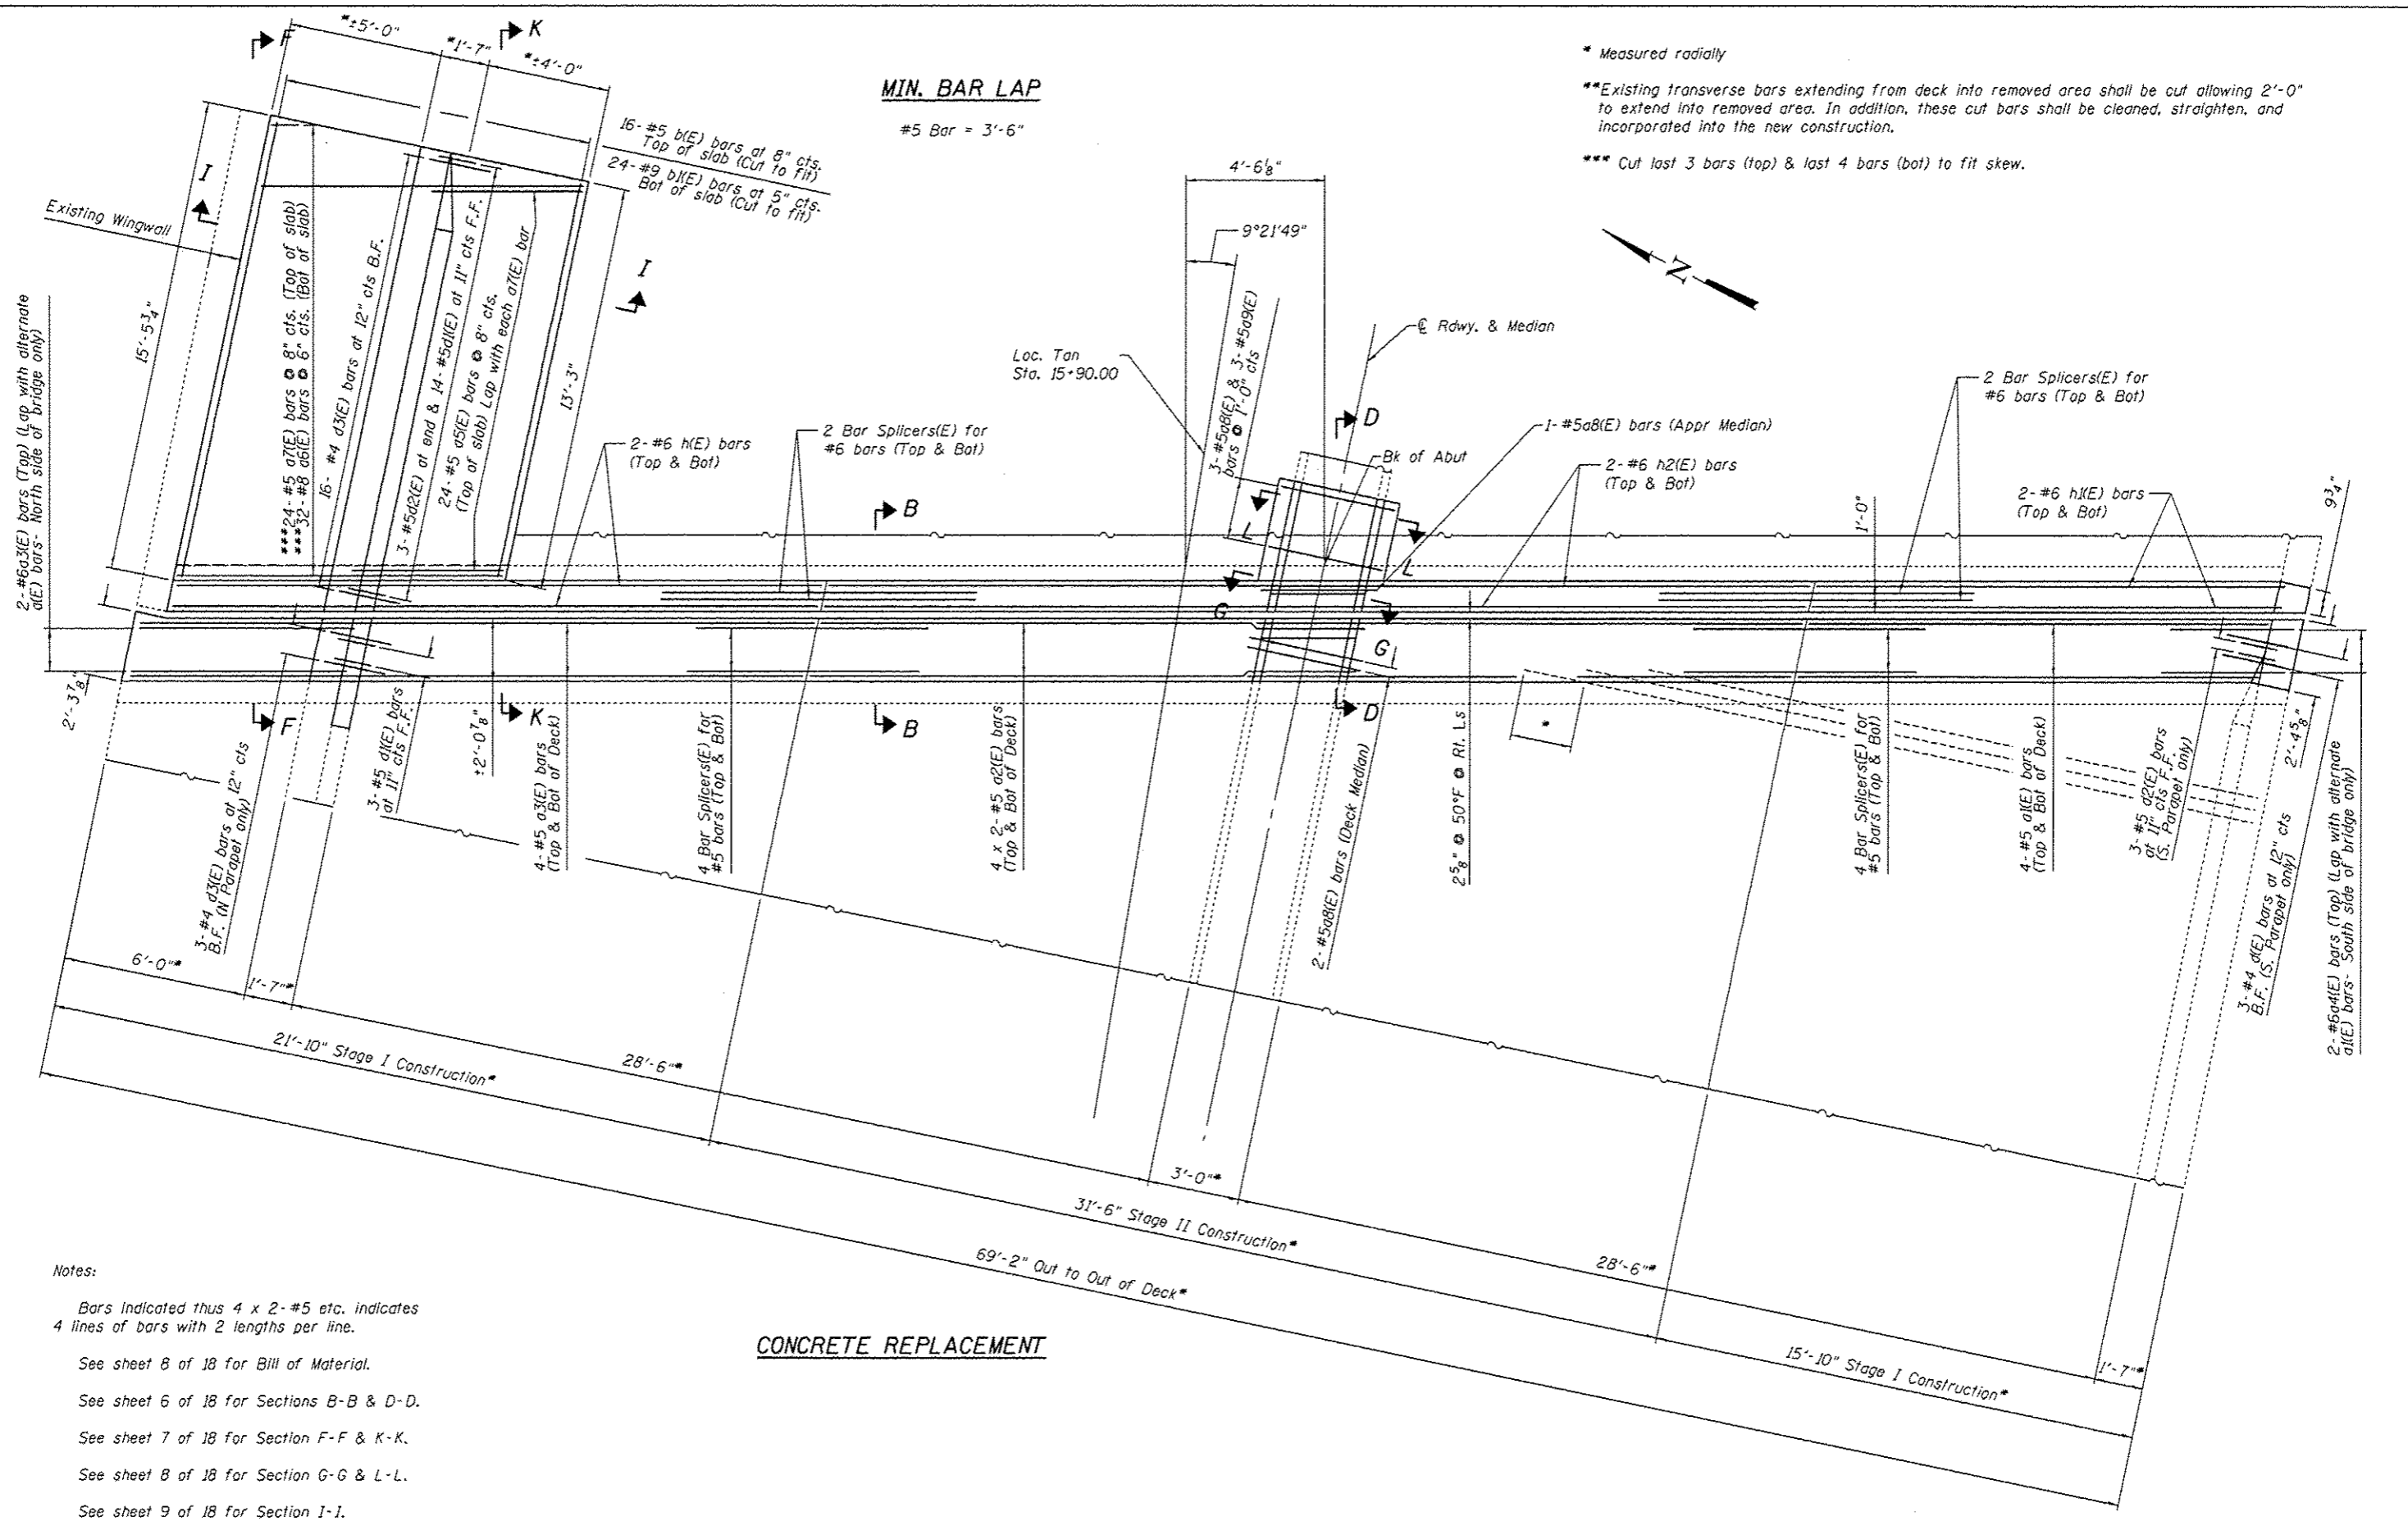 *±5'-0"
*1'-7"
*±4'-0"
F
K
MIN. BAR LAP
#5 Bar = 3'-6"
* Measured radially
**Existing transverse bars extending from deck into removed area shall be cut allowing 2'-0"
to extend into removed area. In addition, these cut bars shall be cleaned, straighten, and
incorporated into the new construction.
*** Cut last 3 bars (top) & last 4 bars (bot) to fit skew.
16- #5 b(E) bars at 8" cts.
Top of slab (Cut to fit)
24- #9 b1(E) bars at 5" cts.
Bot of slab (Cut to fit)
I
Existing Wingwall
15'-5¾"
***24- #5 a7(E) bars @ 8" cts. (Top of slab)
***32- #8 a6(E) bars @ 6" cts. (Bot of slab)
16- #4 d3(E) bars at 12" cts B.F.
3- #5d2(E) at end & 14- #5d1(E) at 11" cts F.F.
24- #5 a5(E) bars @ 8" cts.
(Top of slab) Lap with each a7(E) bar
13'-3"
I
2- #6a3(E) bars (Top) (Lap with alternate
a(E) bars- North side of bridge only)
4'-6⅛"
9°21'49"
Loc. Tan
Sta. 15+90.00
3- #5a8(E) & 3- #5a9(E)
bars @ 1'-0" cts
℄ Rdwy. & Median
N
D
Bk of Abut
1- #5a8(E) bars (Appr Median)
2 Bar Splicers(E) for
#6 bars (Top & Bot)
2- #6 h2(E) bars
(Top & Bot)
2- #6 h1(E) bars
(Top & Bot)
1'-0"
9¾"
2- #6 h(E) bars
(Top & Bot)
2 Bar Splicers(E) for
#6 bars (Top & Bot)
B
L
L
G
G
2'-3⅞"
F
K
B
D
±2'-0⅞"
3- #4 d3(E) bars at 12" cts
B.F. (N Parapet only)
3- #5 d1(E) bars
at 11" cts F.F.
4- #5 a3(E) bars
(Top & Bot of Deck)
4 Bar Splicers(E) for
#5 bars (Top & Bot)
4 x 2- #5 a2(E) bars
(Top & Bot of Deck)
2- #5a8(E) bars (Deck Median)
2⅝" @ 50°F @ Rt. Ls
*
4 Bar Splicers(E) for
#5 bars (Top & Bot)
4- #5 a1(E) bars
(Top & Bot of Deck)
3- #5 d2(E) bars
at 11" cts F.F.
(S. Parapet only)
2'-4⅝"
3- #4 d(E) bars at 12" cts
B.F. (S. Parapet only)
2- #6a4(E) bars (Top) (Lap with alternate
a1(E) bars- South side of bridge only)
6'-0"*
1'-7"*
28'-6"*
3'-0"*
28'-6"*
1'-7"*
21'-10" Stage I Construction*
31'-6" Stage II Construction*
15'-10" Stage I Construction*
69'-2" Out to Out of Deck*
Notes:
Bars indicated thus 4 x 2- #5 etc. indicates
4 lines of bars with 2 lengths per line.
See sheet 8 of 18 for Bill of Material.
See sheet 6 of 18 for Sections B-B & D-D.
See sheet 7 of 18 for Section F-F & K-K.
See sheet 8 of 18 for Section G-G & L-L.
See sheet 9 of 18 for Section I-I.
CONCRETE REPLACEMENT